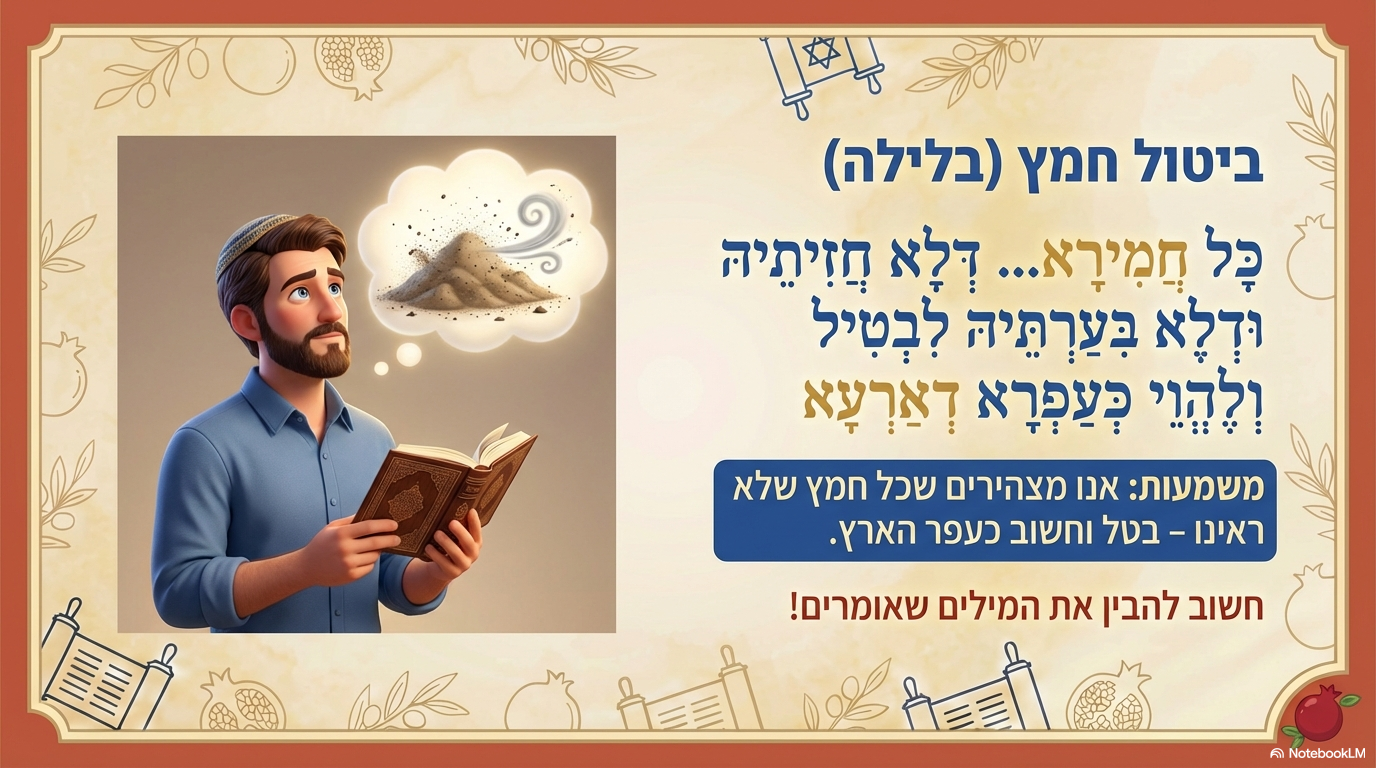 ביטול חמץ (בלילה)
כָּל חֲמִירָא... דְּלָא חֲזִיתֵיהּ
וּדְלֶא בִּעַרְתֵּיהּ לִבְטִיל
וְלֶהֱוֵי כְּעַפְרָא דְאַרְעָא
משמעות: אנו מצהירים שכל חמץ שלא
ראינו – בטל וחשוב כעפר הארץ.
חשוב להבין את המילים שאומרים!
NotebookLM